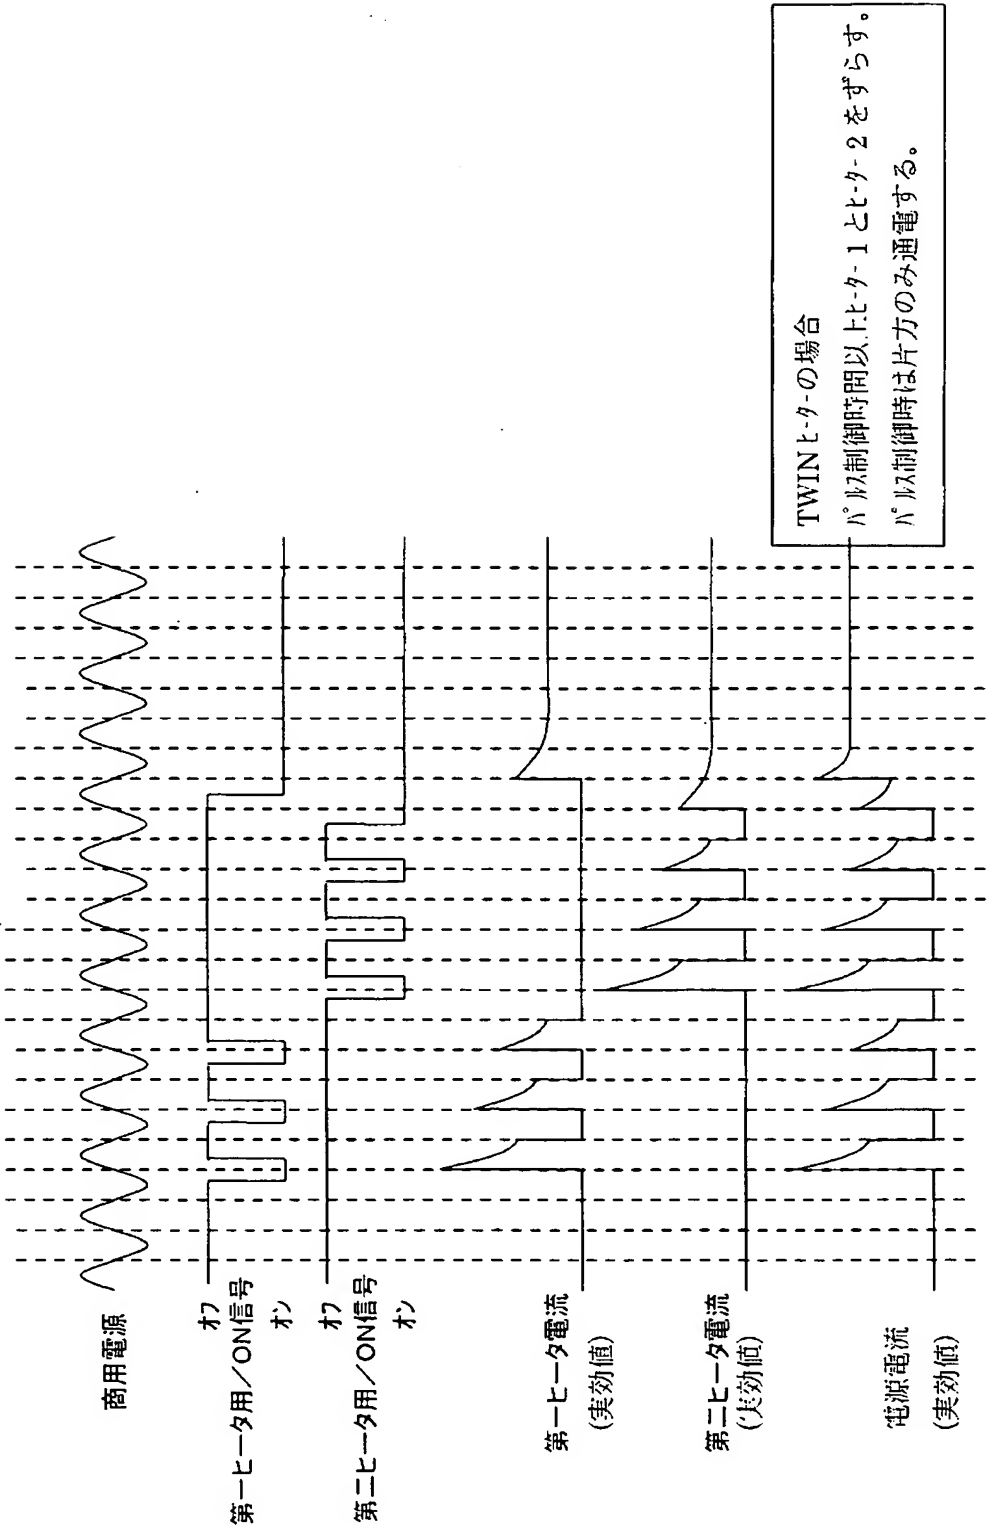 商用電源
オフ
第一ヒータ用／ON信号
オン
オフ
第二ヒータ用／ON信号
オン
第一ヒータ電流
(実効値)
第二ヒータ電流
(実効値)
電源電流
(実効値)
TWINﾋｰﾀｰの場合
ﾊﾟﾙｽ制御時間以上ﾋｰﾀｰ1とﾋｰﾀｰ2をずらす。
ﾊﾟﾙｽ制御時は片方のみ通電する。